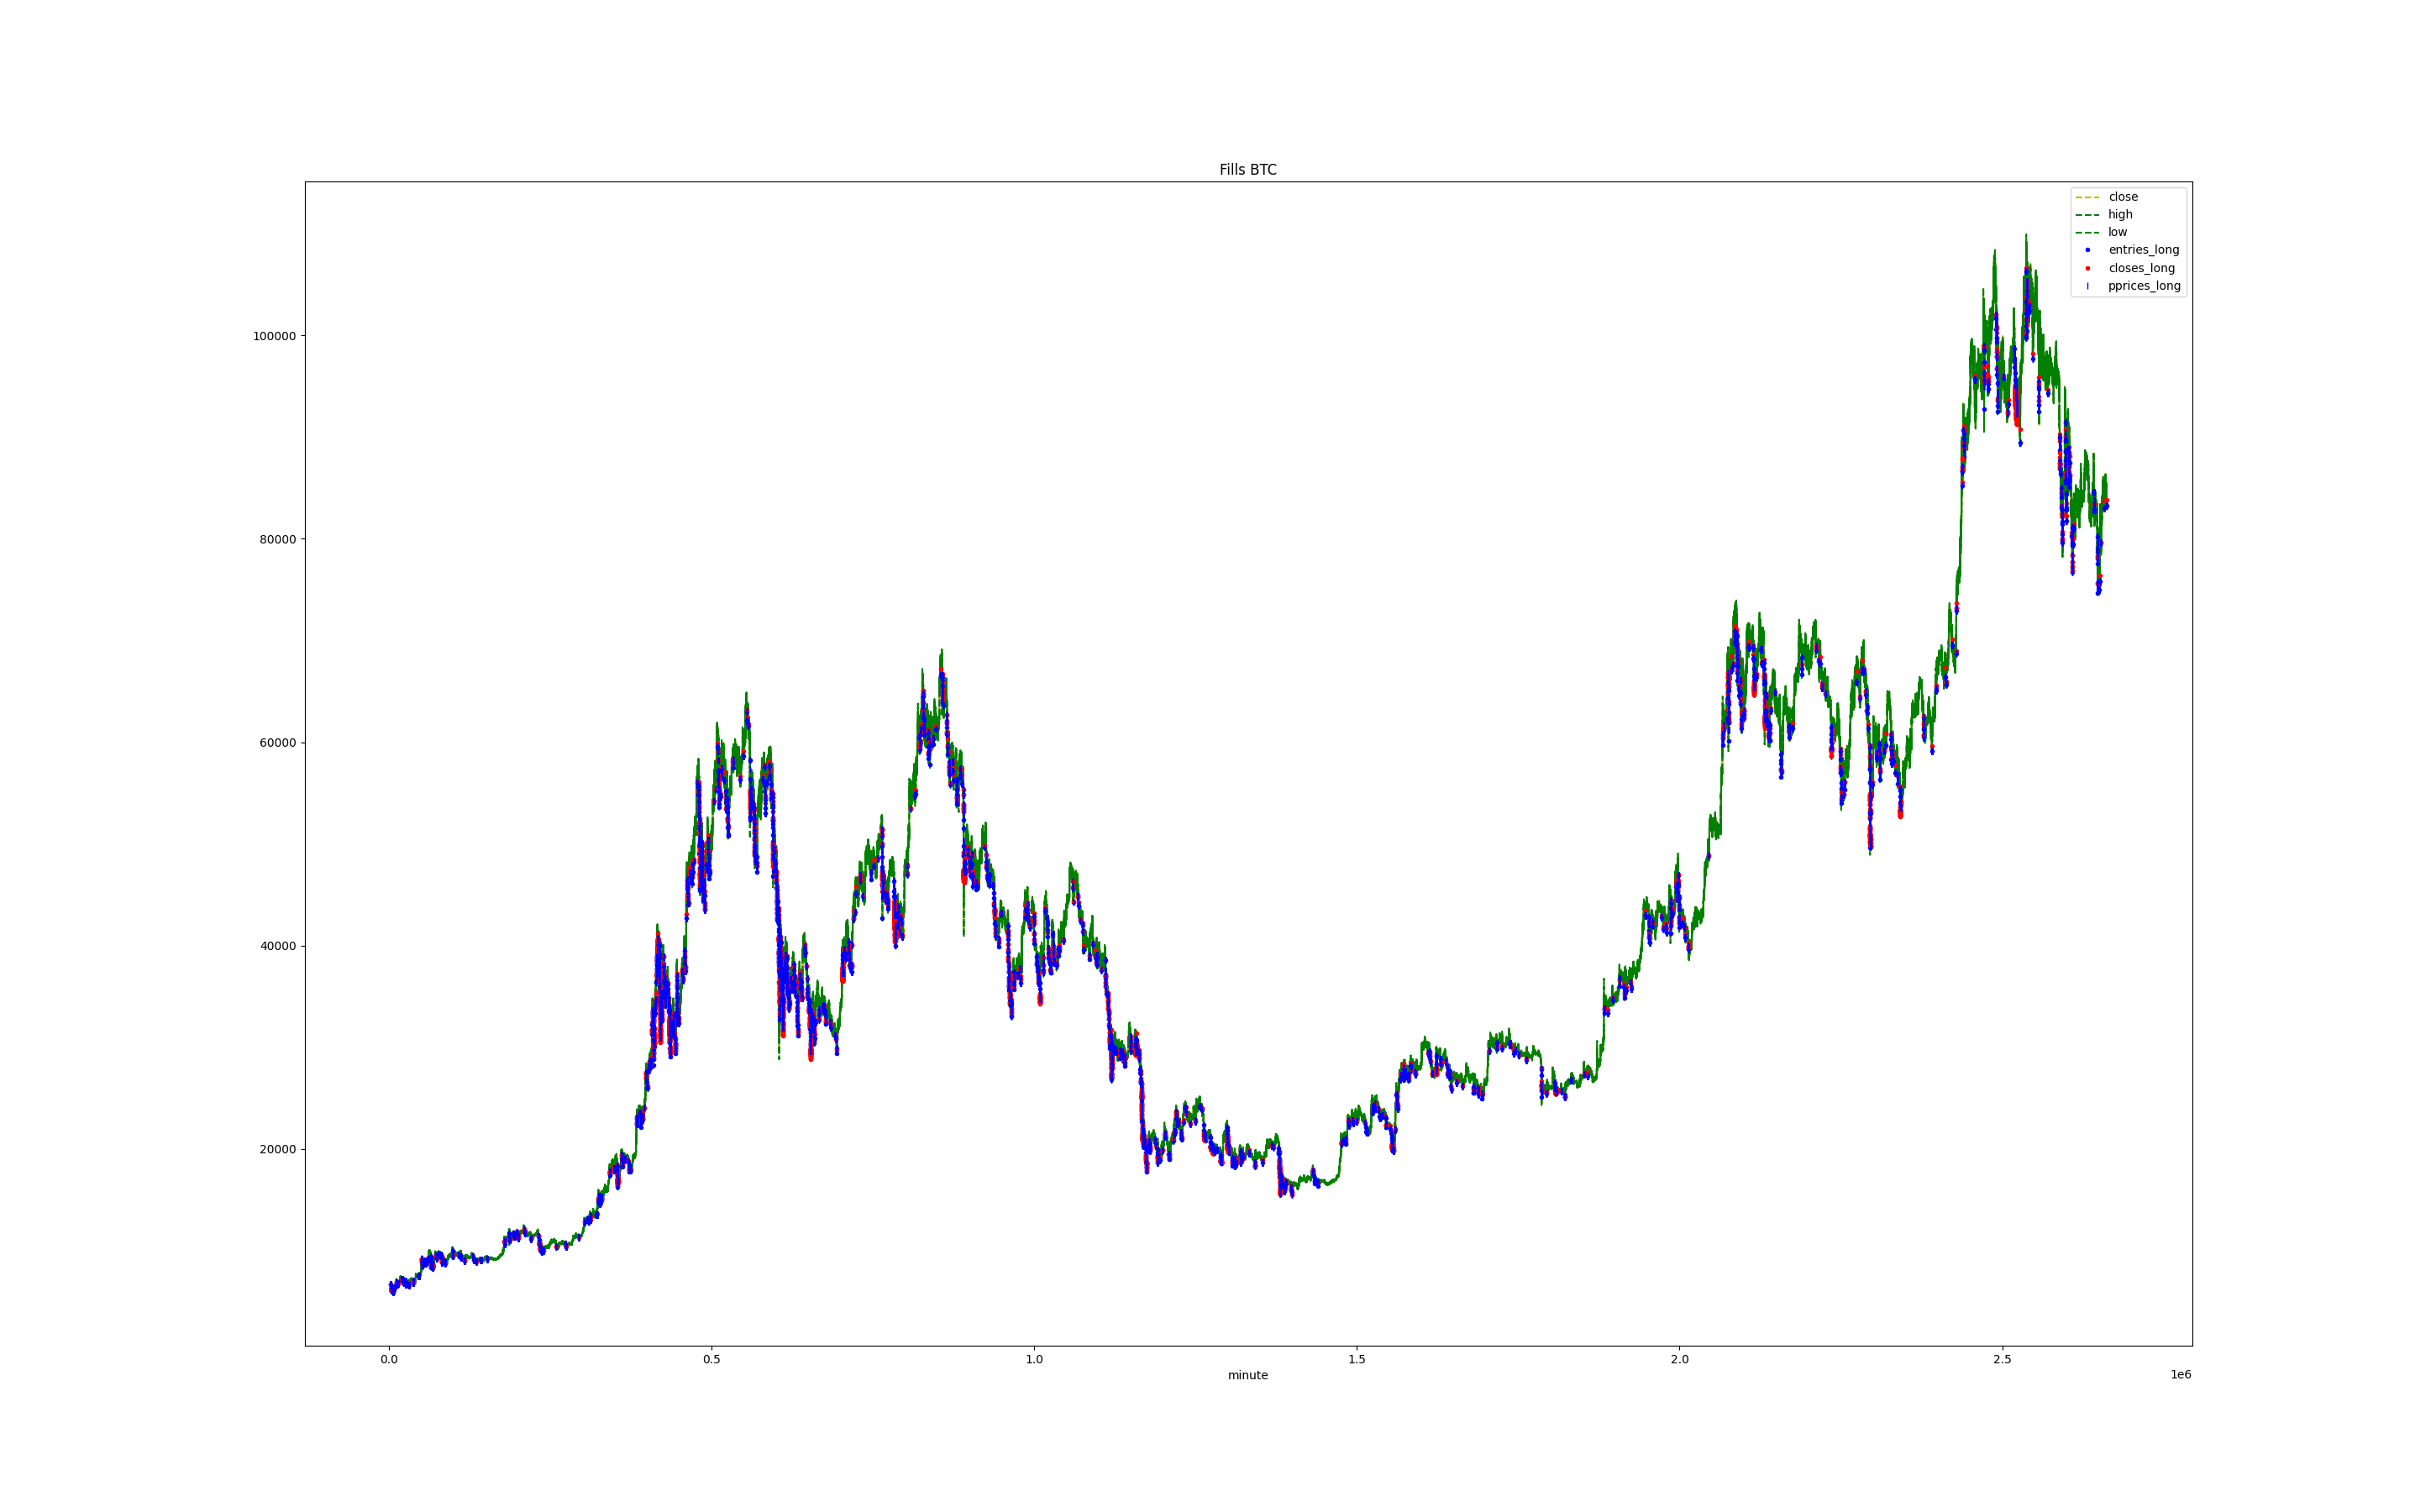 Fills BTC
close
high
low
entries_long
closes_long
pprices_long
100000
80000
60000
40000
20000
0.0 0.5 1.0 1.5 2.0 2.5
minute 1e6